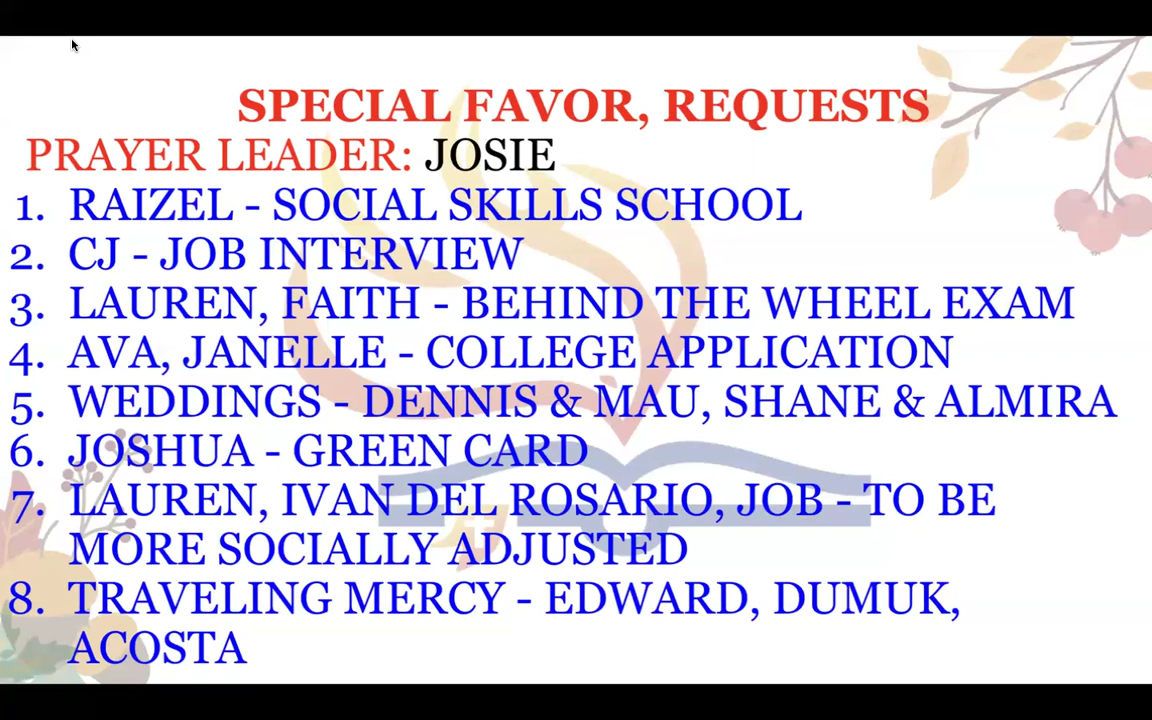 SPECIAL FAVOR, REQUESTS
PRAYER LEADER: JOSIE
1. RAIZEL - SOCIAL SKILLS SCHOOL
2. CJ - JOB INTERVIEW
3. LAUREN, FAITH - BEHIND THE WHEEL EXAM
4. AVA, JANELLE - COLLEGE APPLICATION
5. WEDDINGS - DENNIS & MAU, SHANE & ALMIRA
6. JOSHUA - GREEN CARD
7. LAUREN, IVAN DEL ROSARIO, JOB - TO BE
MORE SOCIALLY ADJUSTED
8. TRAVELING MERCY - EDWARD, DUMUK,
ACOSTA